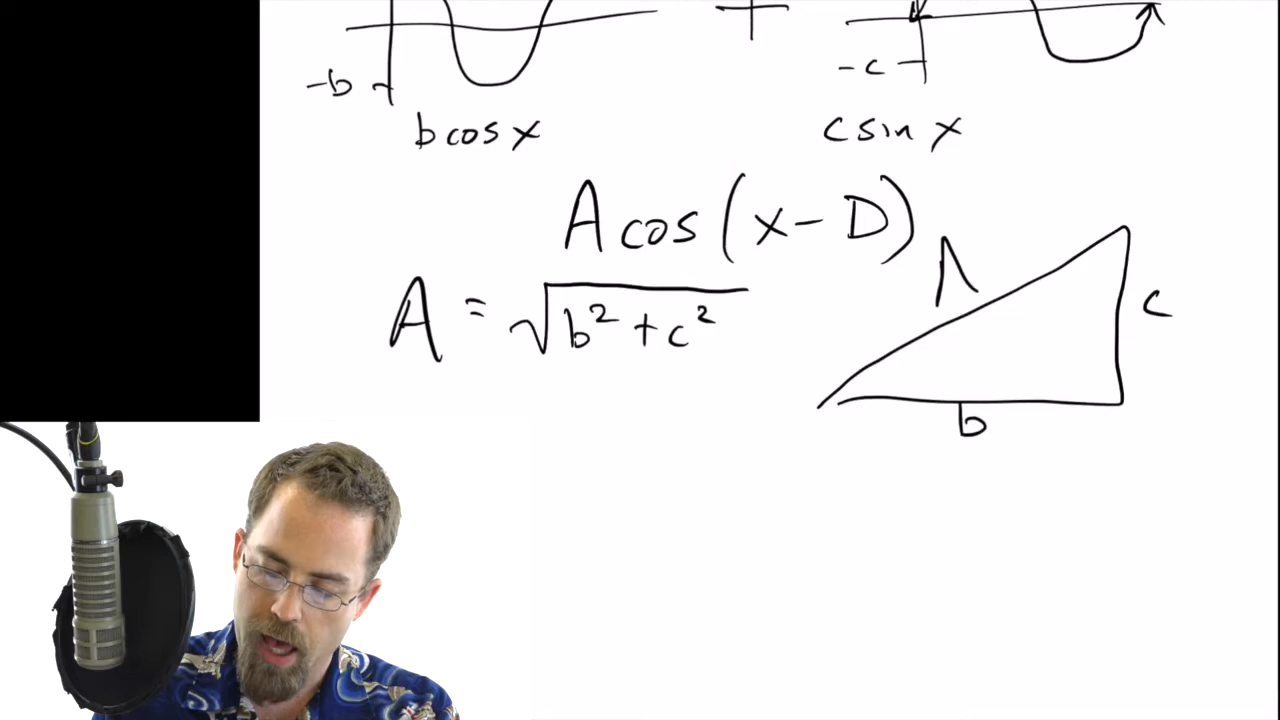 +
-b
-c
b cos x
c sin x
A cos (x - D)
A = √b² + c²
c
b